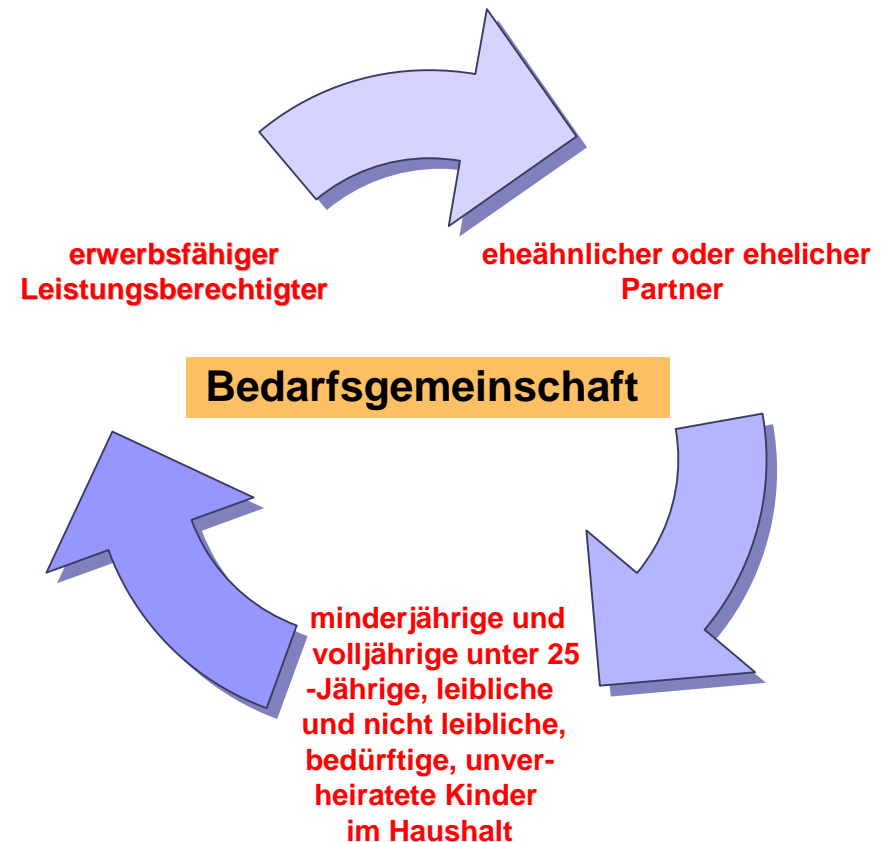 erwerbsfähiger
Leistungsberechtigter
eheähnlicher oder ehelicher
Partner
Bedarfsgemeinschaft
minderjährige und
volljährige unter 25
-Jährige, leibliche
und nicht leibliche,
bedürftige, unver-
heiratete Kinder
im Haushalt